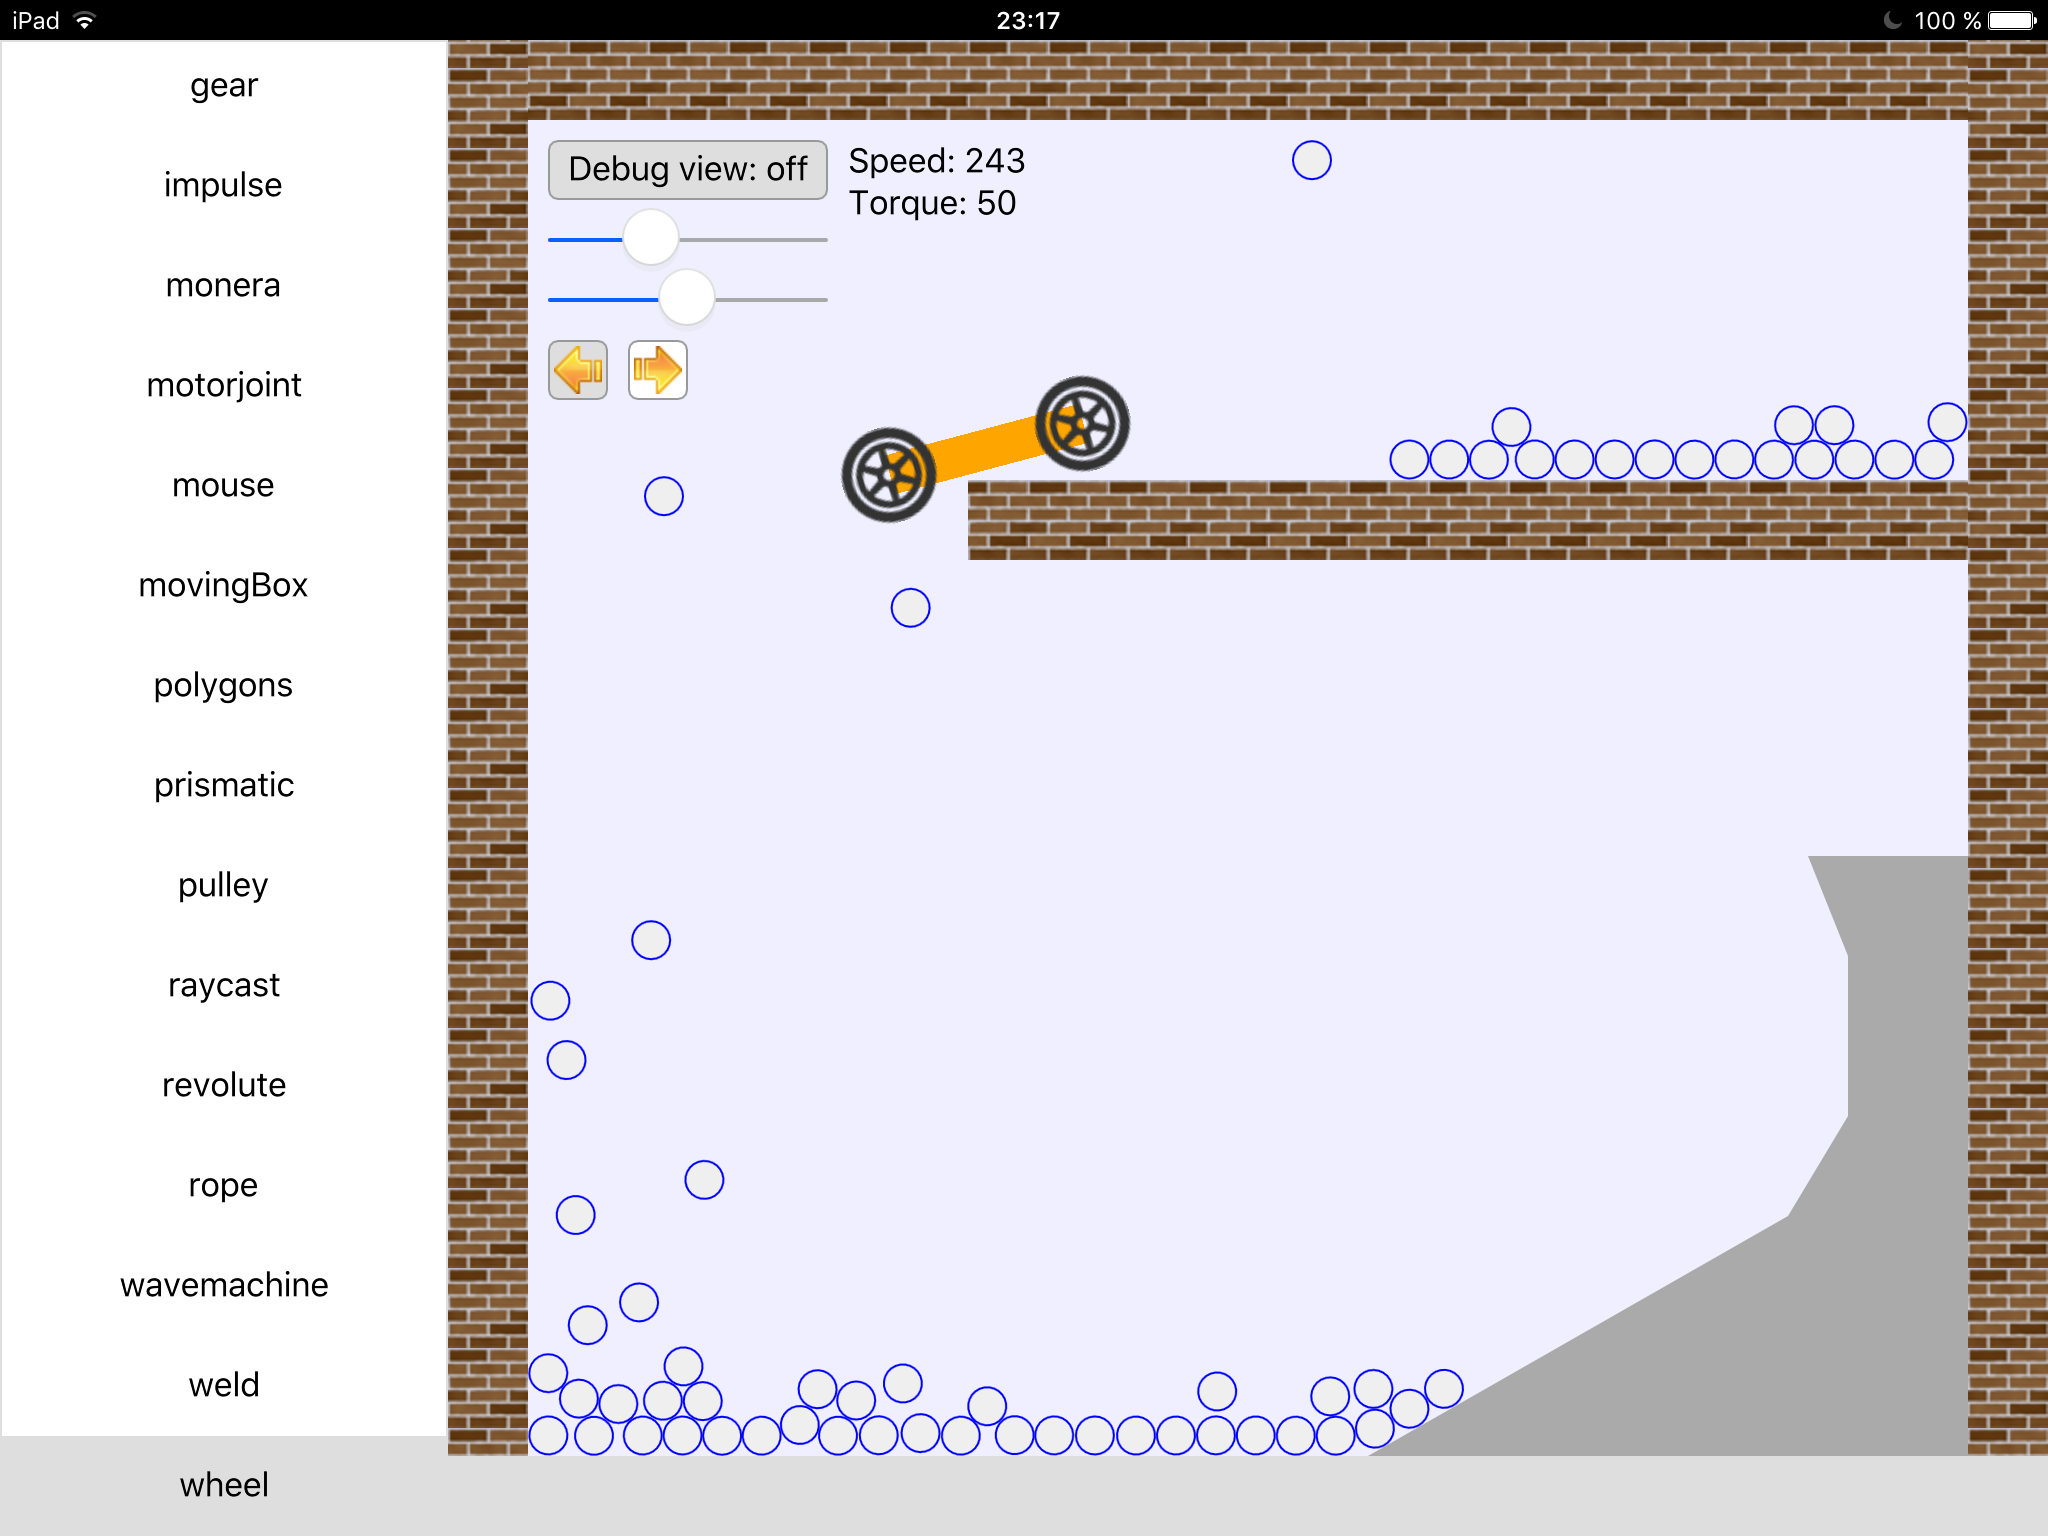 iPad
23:17
100 %
gear
impulse
monera
motorjoint
mouse
movingBox
polygons
prismatic
pulley
raycast
revolute
rope
wavemachine
weld
wheel
Debug view: off
Speed: 243
Torque: 50